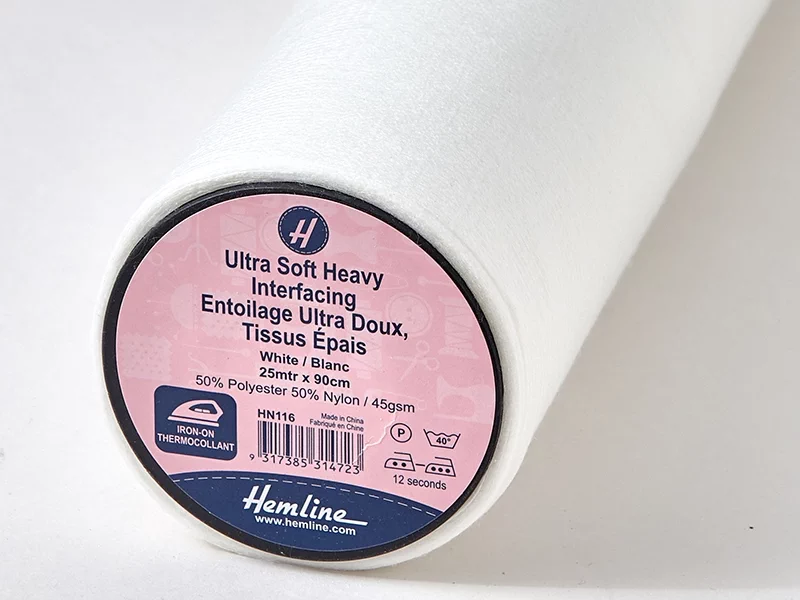 H
Ultra Soft Heavy
Interfacing
Entoilage Ultra Doux,
Tissus Épais
White / Blanc
25mtr x 90cm
50% Polyester 50% Nylon / 45gsm
IRON-ON
THERMOCOLLANT
HN116
Made in China
Fabriqué en Chine
9 317385 314723
P
40°
12 seconds
Hemline
www.hemline.com